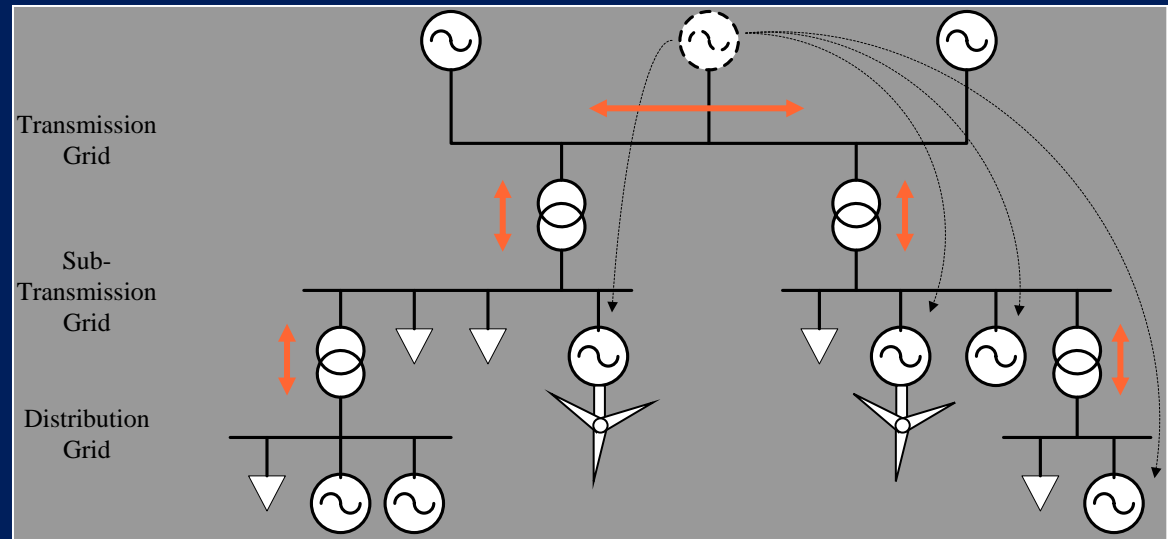 Transmission
Grid
Sub-
Transmission
Grid
Distribution
Grid